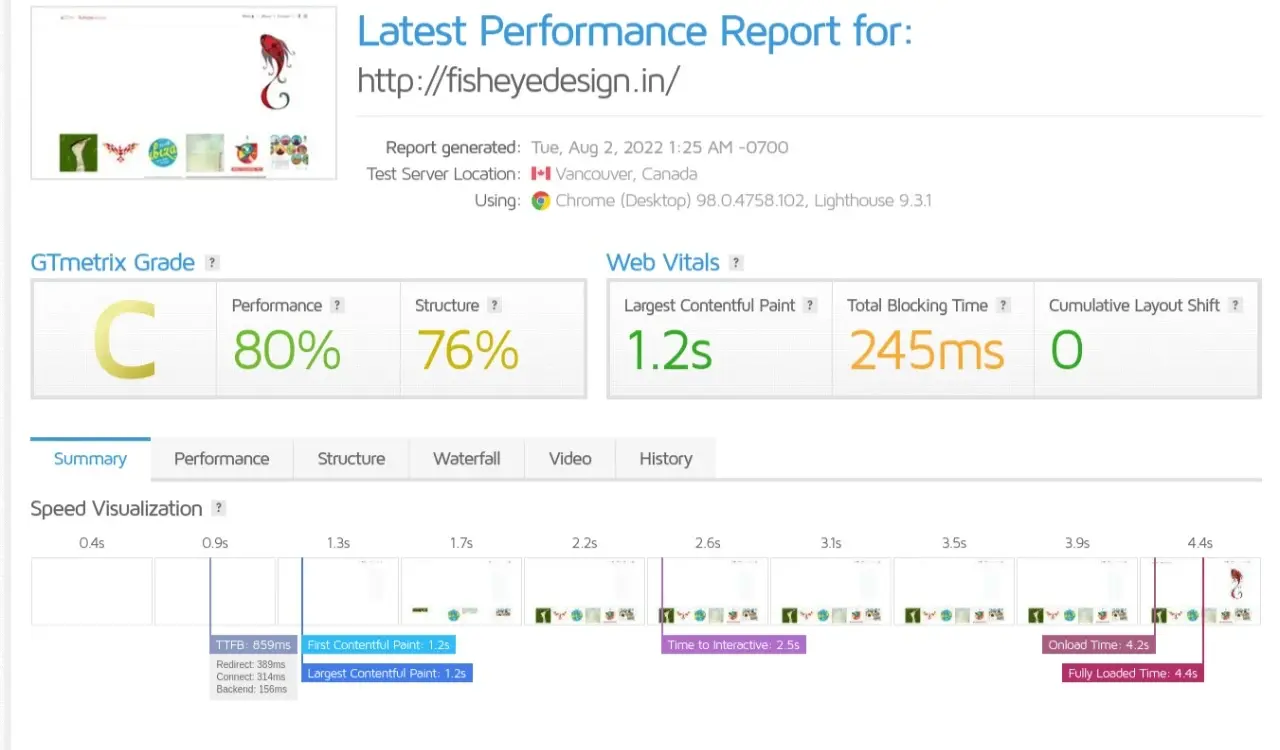 Latest Performance Report for:
http://fisheyedesign.in/
Report generated: Tue, Aug 2, 2022 1:25 AM -0700
Test Server Location: Vancouver, Canada
Using: Chrome (Desktop) 98.0.4758.102, Lighthouse 9.3.1
GTmetrix Grade ?
Web Vitals ?
C
Performance ?
80%
Structure ?
76%
Largest Contentful Paint ?
1.2s
Total Blocking Time ?
245ms
Cumulative Layout Shift ?
0
Summary Performance Structure Waterfall Video History
Speed Visualization ?
0.4s 0.9s 1.3s 1.7s 2.2s 2.6s 3.1s 3.5s 3.9s 4.4s
TTFB: 859ms
Redirect: 389ms
Connect: 314ms
Backend: 156ms
First Contentful Paint: 1.2s
Largest Contentful Paint: 1.2s
Time to Interactive: 2.5s
Onload Time: 4.2s
Fully Loaded Time: 4.4s